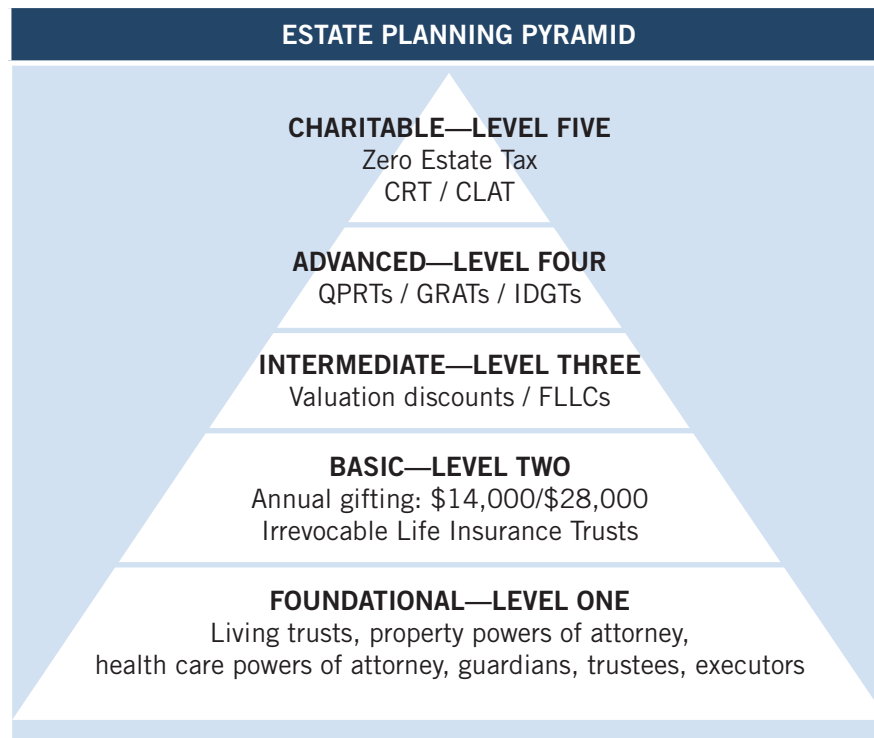 ESTATE PLANNING PYRAMID
CHARITABLE—LEVEL FIVE
Zero Estate Tax
CRT / CLAT
ADVANCED—LEVEL FOUR
QPRTs / GRATs / IDGTs
INTERMEDIATE—LEVEL THREE
Valuation discounts / FLLCs
BASIC—LEVEL TWO
Annual gifting: $14,000/$28,000
Irrevocable Life Insurance Trusts
FOUNDATIONAL—LEVEL ONE
Living trusts, property powers of attorney,
health care powers of attorney, guardians, trustees, executors